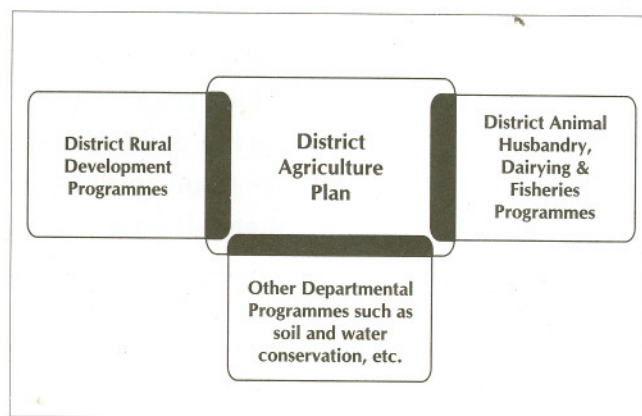 District Rural
Development
Programmes
District
Agriculture
Plan
District Animal
Husbandry,
Dairying &
Fisheries
Programmes
Other Departmental
Programmes such as
soil and water
conservation, etc.